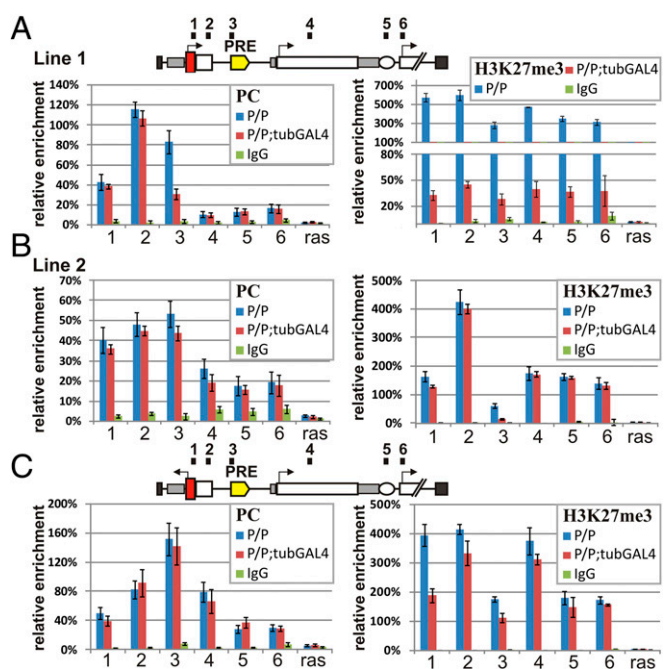 A
Line 1
1 2 3 4 5 6
PRE
relative enrichment
140%
120%
100%
80%
60%
40%
20%
0%
PC
P/P
P/P;tubGAL4
IgG
1 2 3 4 5 6 ras
relative enrichment
H3K27me3
P/P
P/P;tubGAL4
IgG
700%
500%
300%
100%
80%
50%
20%
1 2 3 4 5 6 ras
B
Line 2
relative enrichment
70%
60%
50%
40%
30%
20%
10%
0%
PC
P/P
P/P;tubGAL4
IgG
1 2 3 4 5 6 ras
relative enrichment
500%
400%
300%
200%
100%
0%
H3K27me3
P/P
P/P;tubGAL4
IgG
1 2 3 4 5 6 ras
C
1 2 3 4 5 6
PRE
relative enrichment
200%
160%
120%
80%
40%
0%
PC
P/P
P/P;tubGAL4
IgG
1 2 3 4 5 6 ras
relative enrichment
500%
400%
300%
200%
100%
0%
H3K27me3
P/P
P/P;tubGAL4
IgG
1 2 3 4 5 6 ras